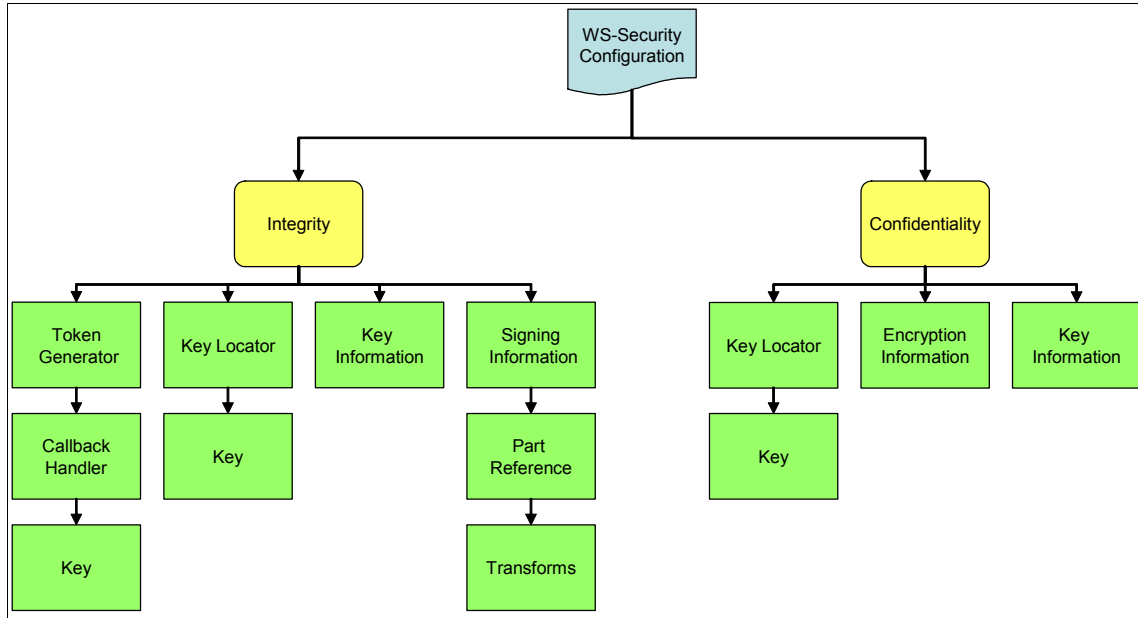 WS-Security
Configuration
Integrity
Confidentiality
Token
Generator
Key Locator
Key
Information
Signing
Information
Key Locator
Encryption
Information
Key
Information
Callback
Handler
Key
Part
Reference
Key
Key
Transforms